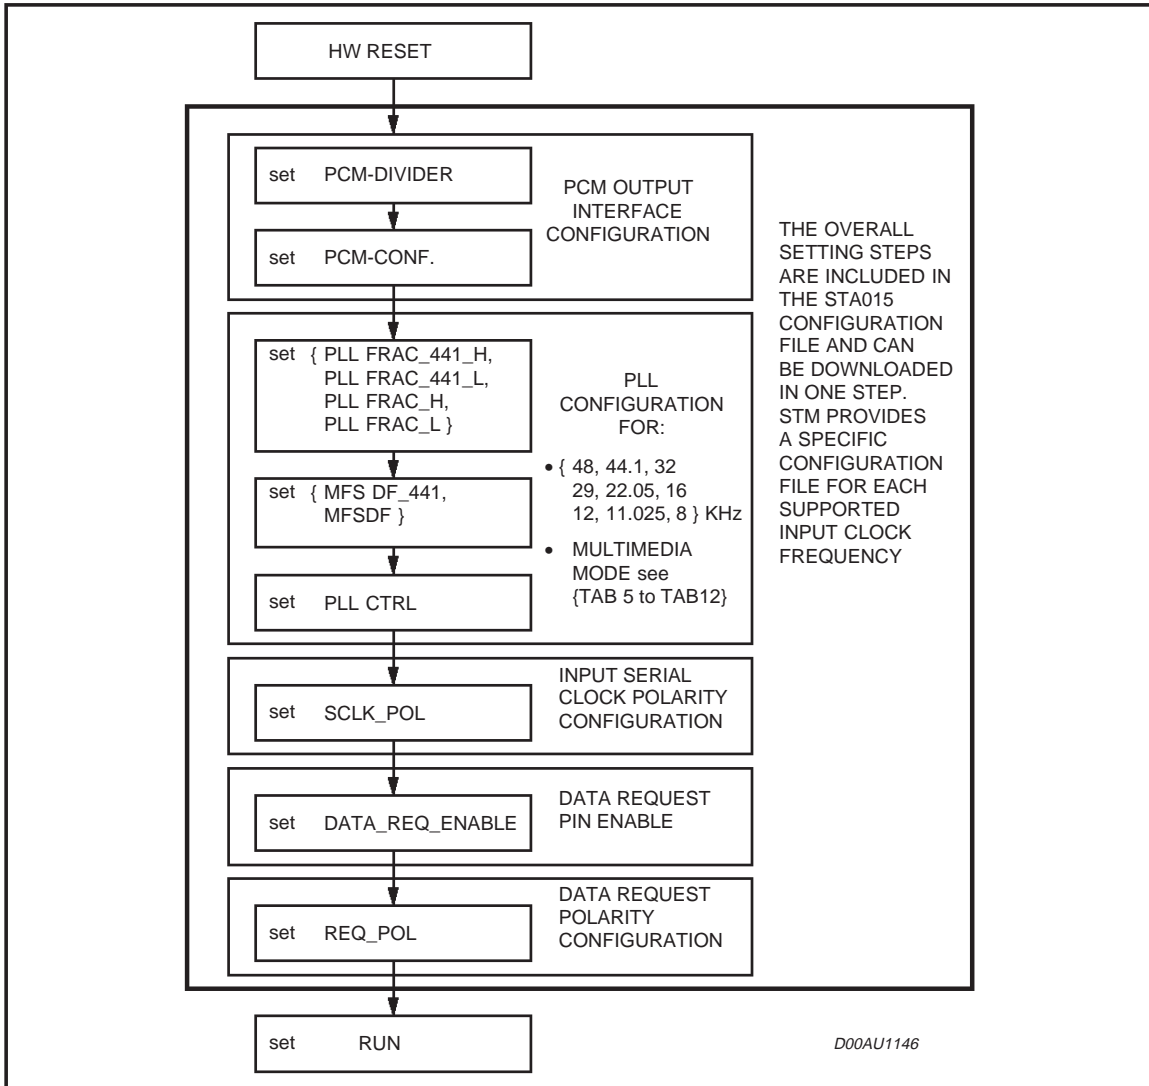 HW RESET
set PCM-DIVIDER
set PCM-CONF.
PCM OUTPUT
INTERFACE
CONFIGURATION
set { PLL FRAC_441_H,
PLL FRAC_441_L,
PLL FRAC_H,
PLL FRAC_L }
set { MFS DF_441,
MFSDF }
set PLL CTRL
PLL
CONFIGURATION
FOR:
• { 48, 44.1, 32
29, 22.05, 16
12, 11.025, 8 } KHz
• MULTIMEDIA
MODE see
{TAB 5 to TAB12}
set SCLK_POL
INPUT SERIAL
CLOCK POLARITY
CONFIGURATION
set DATA_REQ_ENABLE
DATA REQUEST
PIN ENABLE
set REQ_POL
DATA REQUEST
POLARITY
CONFIGURATION
THE OVERALL
SETTING STEPS
ARE INCLUDED IN
THE STA015
CONFIGURATION
FILE AND CAN
BE DOWNLOADED
IN ONE STEP.
STM PROVIDES
A SPECIFIC
CONFIGURATION
FILE FOR EACH
SUPPORTED
INPUT CLOCK
FREQUENCY
set RUN
D00AU1146